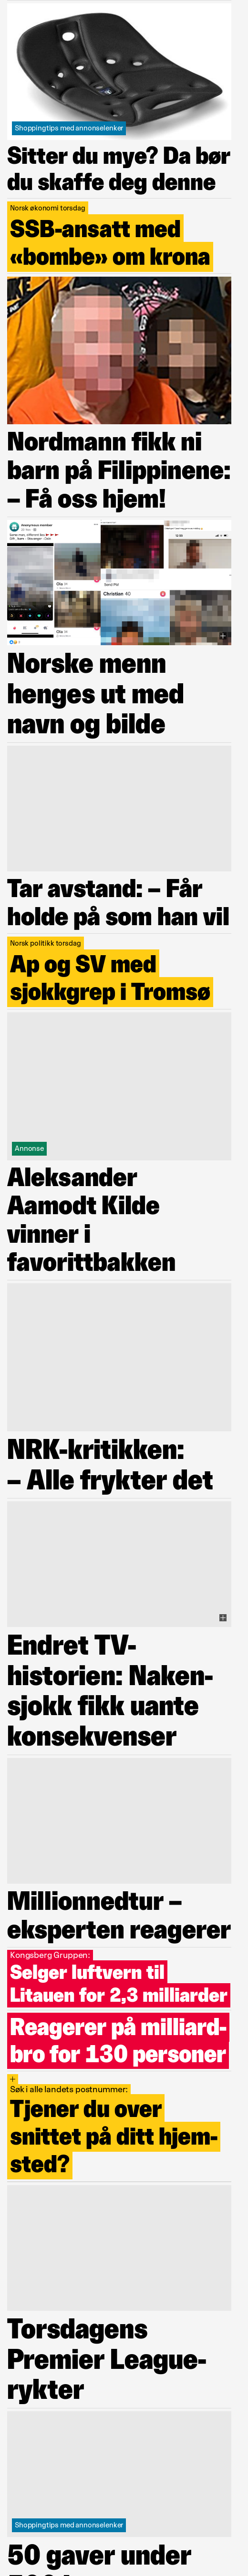 Shoppingtips med annonselenker
Sitter du mye? Da bør
du skaffe deg denne
Norsk økonomi torsdag
SSB-ansatt med
«bombe» om krona
Nordmann fikk ni
barn på Filippinene:
– Få oss hjem!
Christian 40
Norske menn
henges ut med
navn og bilde
Tar avstand: – Får
holde på som han vil
Norsk politikk torsdag
Ap og SV med
sjokkgrep i Tromsø
Annonse
Aleksander
Aamodt Kilde
vinner i
favorittbakken
NRK-kritikken:
– Alle frykter det
Endret TV-
historien: Naken-
sjokk fikk uante
konsekvenser
Millionnedtur –
eksperten reagerer
Kongsberg Gruppen:
Selger luftvern til
Litauen for 2,3 milliarder
Reagerer på milliard-
bro for 130 personer
Søk i alle landets postnummer:
Tjener du over
snittet på ditt hjem-
sted?
Torsdagens
Premier League-
rykter
Shoppingtips med annonselenker
50 gaver under